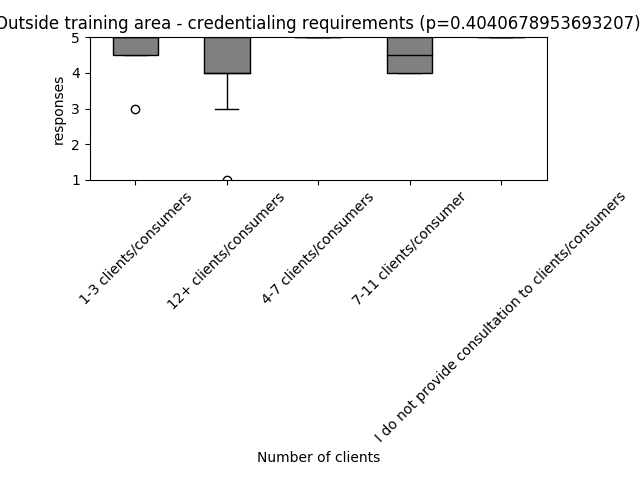 Outside training area - credentialing requirements (p=0.4040678953693207)
responses
5
4
3
2
1
1-3 clients/consumers
12+ clients/consumers
4-7 clients/consumers
7-11 clients/consumer
I do not provide consultation to clients/consumers
Number of clients